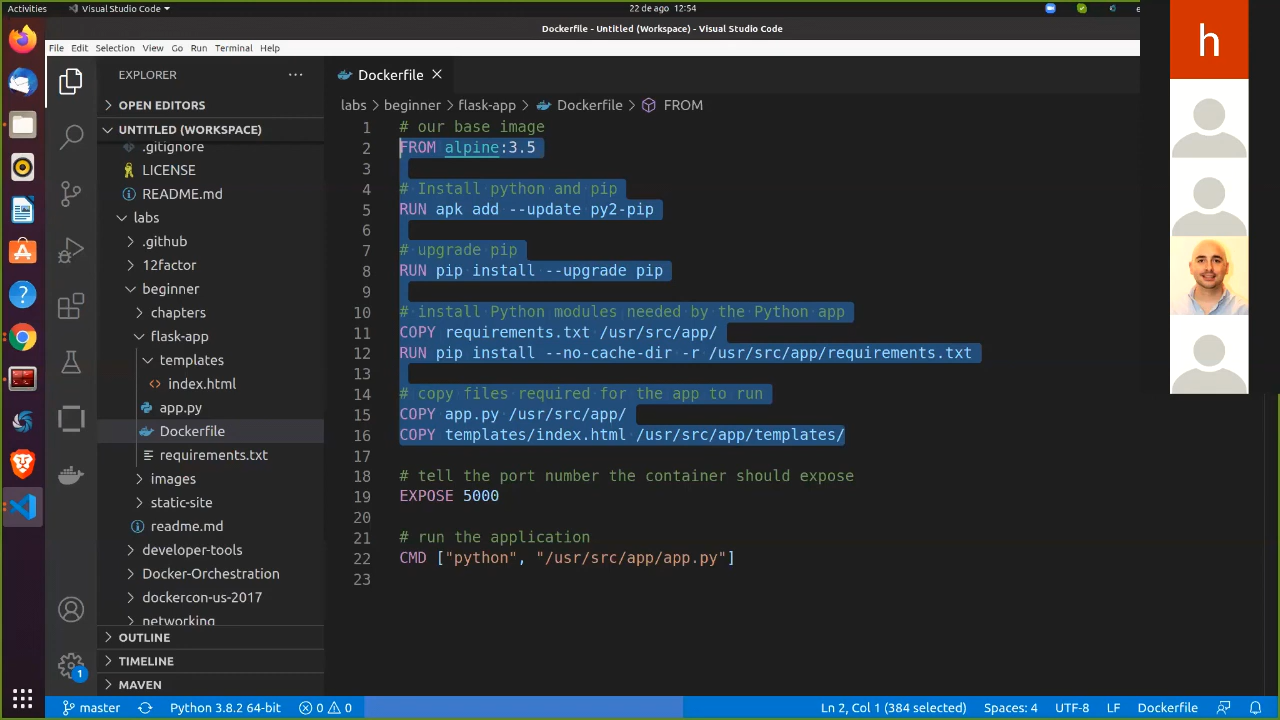 Activities
Visual Studio Code
22 de ago 12:54
Dockerfile - Untitled (Workspace) - Visual Studio Code
File Edit Selection View Go Run Terminal Help
EXPLORER
OPEN EDITORS
UNTITLED (WORKSPACE)
.gitignore
LICENSE
README.md
labs
.github
12factor
beginner
chapters
flask-app
templates
index.html
app.py
Dockerfile
requirements.txt
images
static-site
readme.md
developer-tools
Docker-Orchestration
dockercon-us-2017
networking
OUTLINE
TIMELINE
MAVEN
Dockerfile
labs > beginner > flask-app > Dockerfile > FROM
1 # our base image
2 FROM alpine:3.5
3
4 # Install python and pip
5 RUN apk add --update py2-pip
6
7 # upgrade pip
8 RUN pip install --upgrade pip
9
10 # install Python modules needed by the Python app
11 COPY requirements.txt /usr/src/app/
12 RUN pip install --no-cache-dir -r /usr/src/app/requirements.txt
13
14 # copy files required for the app to run
15 COPY app.py /usr/src/app/
16 COPY templates/index.html /usr/src/app/templates/
17
18 # tell the port number the container should expose
19 EXPOSE 5000
20
21 # run the application
22 CMD ["python", "/usr/src/app/app.py"]
23
h
1
master
Python 3.8.2 64-bit
0 0
Ln 2, Col 1 (384 selected)
Spaces: 4
UTF-8
LF
Dockerfile